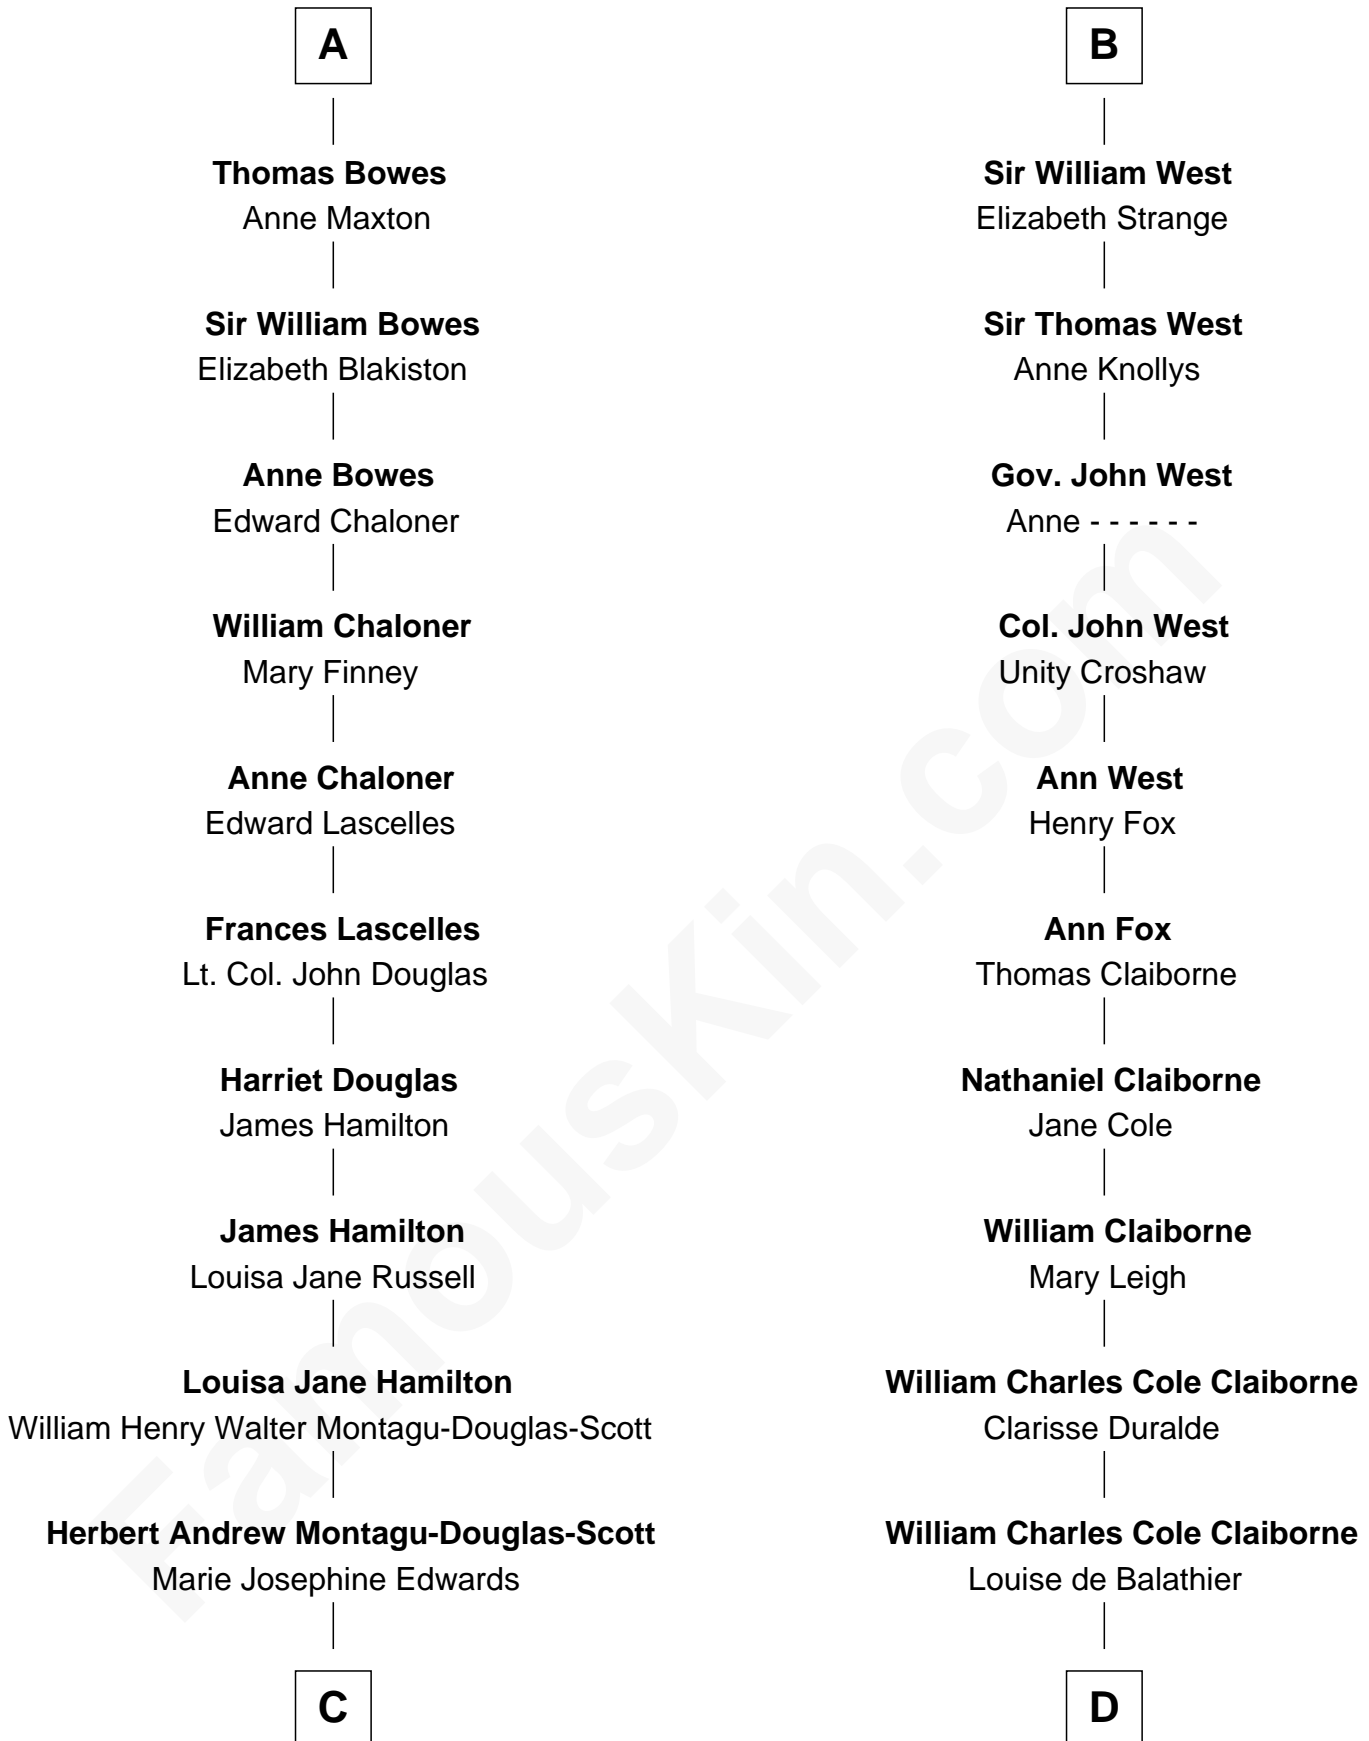 A
Thomas Bowes
Anne Maxton
Sir William Bowes
Elizabeth Blakiston
Anne Bowes
Edward Chaloner
William Chaloner
Mary Finney
Anne Chaloner
Edward Lascelles
Frances Lascelles
Lt. Col. John Douglas
Harriet Douglas
James Hamilton
James Hamilton
Louisa Jane Russell
Louisa Jane Hamilton
William Henry Walter Montagu-Douglas-Scott
Herbert Andrew Montagu-Douglas-Scott
Marie Josephine Edwards
C
B
Sir William West
Elizabeth Strange
Sir Thomas West
Anne Knollys
Gov. John West
Anne - - - - - -
Col. John West
Unity Croshaw
Ann West
Henry Fox
Ann Fox
Thomas Claiborne
Nathaniel Claiborne
Jane Cole
William Claiborne
Mary Leigh
William Charles Cole Claiborne
Clarisse Duralde
William Charles Cole Claiborne
Louise de Balathier
D
FamousKin.com